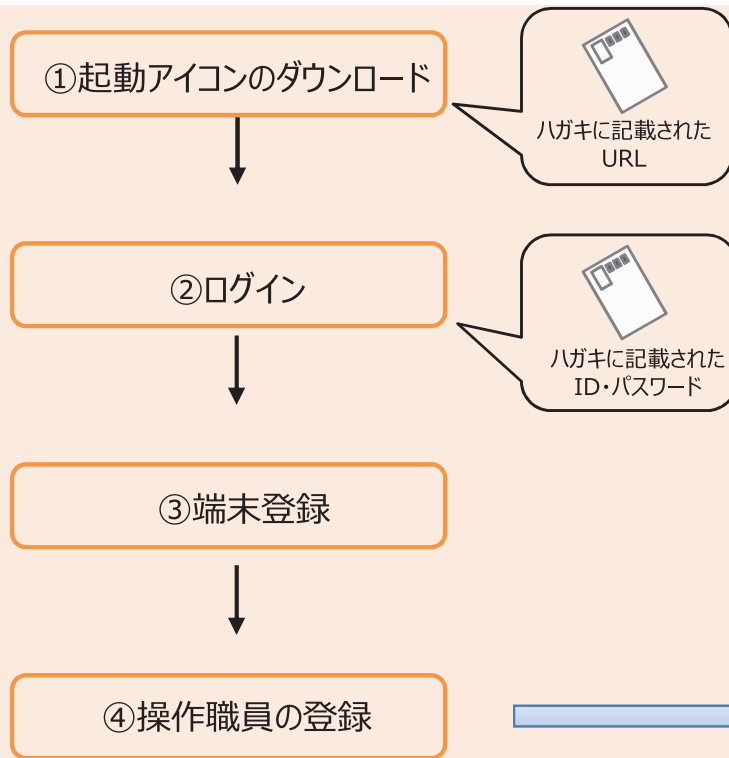 ①起動アイコンのダウンロード
ハガキに記載された
URL
②ログイン
ハガキに記載された
ID・パスワード
③端末登録
④操作職員の登録